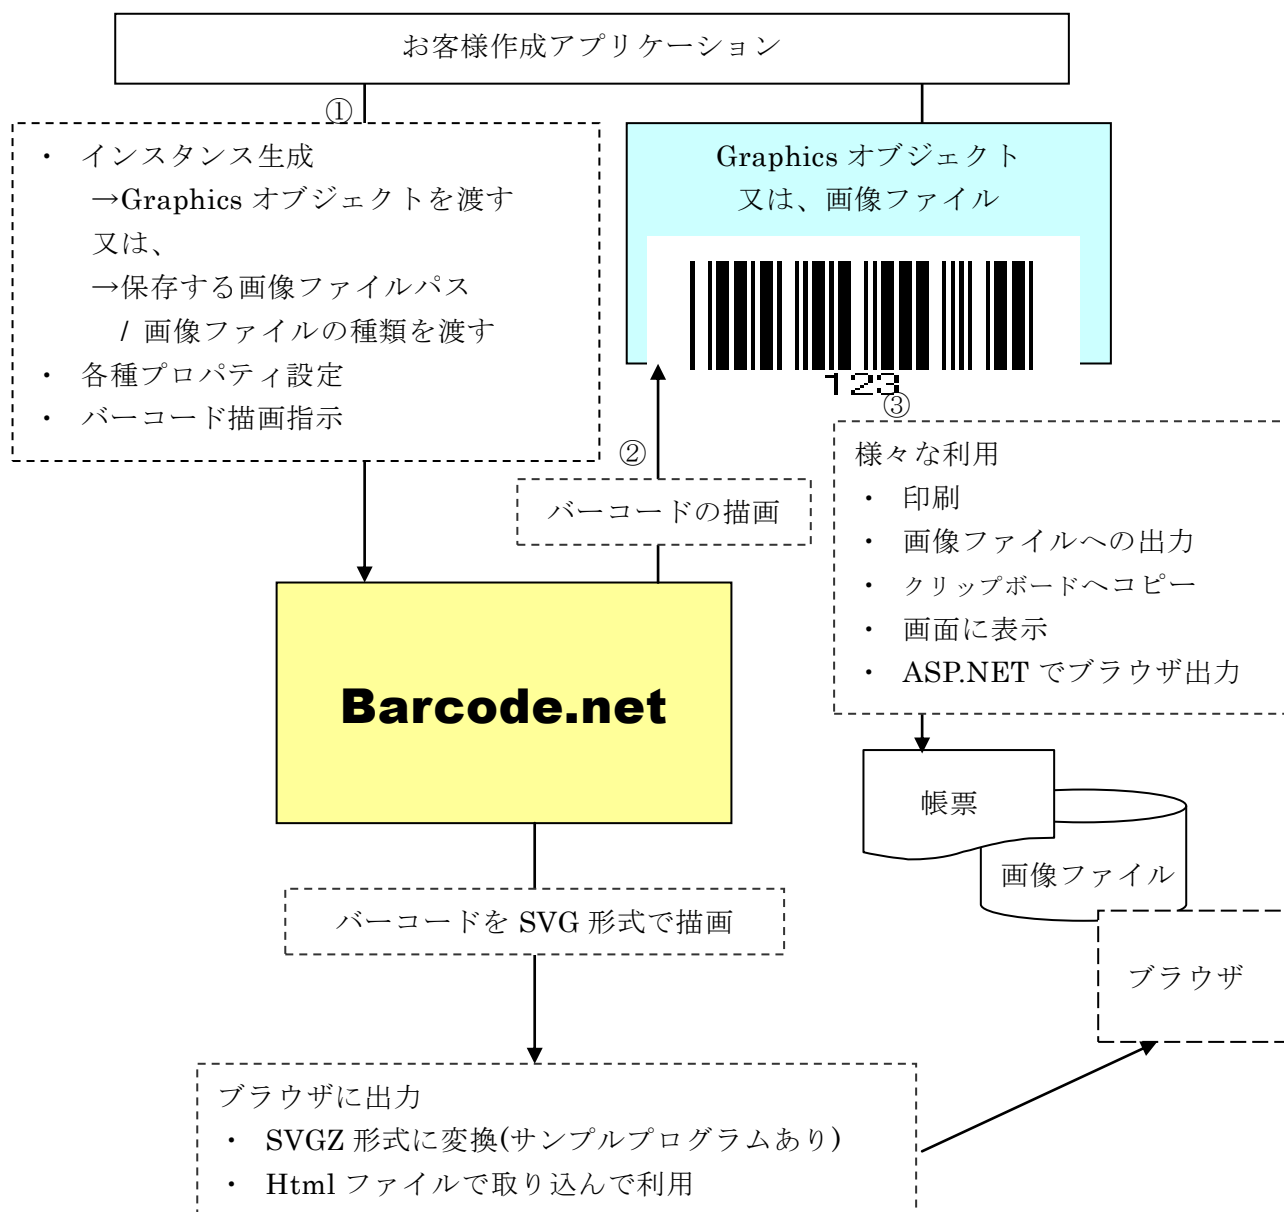 お客様作成アプリケーション
①
・ インスタンス生成
→Graphics オブジェクトを渡す
又は、
→保存する画像ファイルパス
/ 画像ファイルの種類を渡す
・ 各種プロパティ設定
・ バーコード描画指示
Graphics オブジェクト
又は、画像ファイル
123
②
バーコードの描画
③
様々な利用
・ 印刷
・ 画像ファイルへの出力
・ クリップボードへコピー
・ 画面に表示
・ ASP.NET でブラウザ出力
Barcode.net
帳票
画像ファイル
ブラウザ
バーコードを SVG 形式で描画
ブラウザに出力
・ SVGZ 形式に変換(サンプルプログラムあり)
・ Html ファイルで取り込んで利用